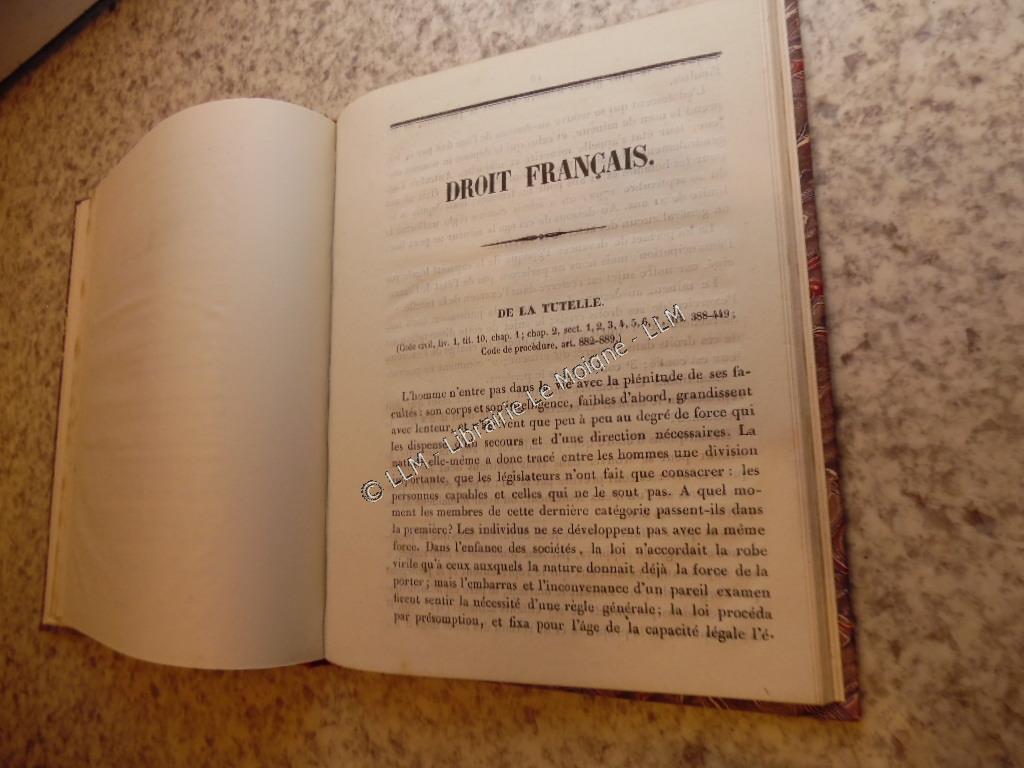 DROIT FRANÇAIS.
DE LA TUTELLE.
(Code civil, liv. 1, tit. 10, chap. 1; chap. 2, sect. 1, 2, 3, 4, 5, 6, 388-449;
Code de procédure, art. 882-889.)
L'homme n'entre pas dans la vie avec la plénitude de ses fa-
cultés: son corps et son intelligence, faibles d'abord, grandissent
avec lenteur, et n'arrivent que peu à peu au degré de force qui
les dispense d'un secours et d'une direction nécessaires. La
nature elle-même a donc tracé entre les hommes une division
importante, que les législateurs n'ont fait que consacrer: les
personnes capables et celles qui ne le sont pas. A quel mo-
ment les membres de cette dernière catégorie passent-ils dans
la première? Les individus ne se développent pas avec la même
force. Dans l'enfance des sociétés, la loi n'accordait la robe
virile qu'à ceux auxquels la nature donnait déjà la force de la
porter; mais l'embarras et l'inconvenance d'un pareil examen
firent sentir la nécessité d'une règle générale; la loi procéda
par présomption, et fixa pour l'âge de la capacité légale l'é-
© LLM - Librairie Le Moigne - LLM